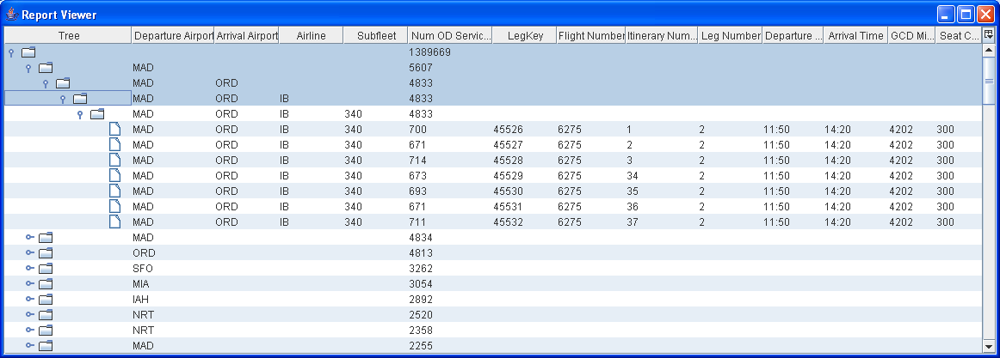 Report Viewer
Tree Departure Airport Arrival Airport Airline Subfleet Num OD Servic... LegKey Flight Number Itinerary Num... Leg Number Departure ... Arrival Time GCD Mi... Seat C...
1389669
MAD 5607
MAD ORD 4833
MAD ORD IB 4833
MAD ORD IB 340 4833
MAD ORD IB 340 700 45526 6275 1 2 11:50 14:20 4202 300
MAD ORD IB 340 671 45527 6275 2 2 11:50 14:20 4202 300
MAD ORD IB 340 714 45528 6275 3 2 11:50 14:20 4202 300
MAD ORD IB 340 673 45529 6275 34 2 11:50 14:20 4202 300
MAD ORD IB 340 693 45530 6275 35 2 11:50 14:20 4202 300
MAD ORD IB 340 671 45531 6275 36 2 11:50 14:20 4202 300
MAD ORD IB 340 711 45532 6275 37 2 11:50 14:20 4202 300
MAD 4834
ORD 4813
SFO 3262
MIA 3054
IAH 2892
NRT 2520
NRT 2358
MAD 2255